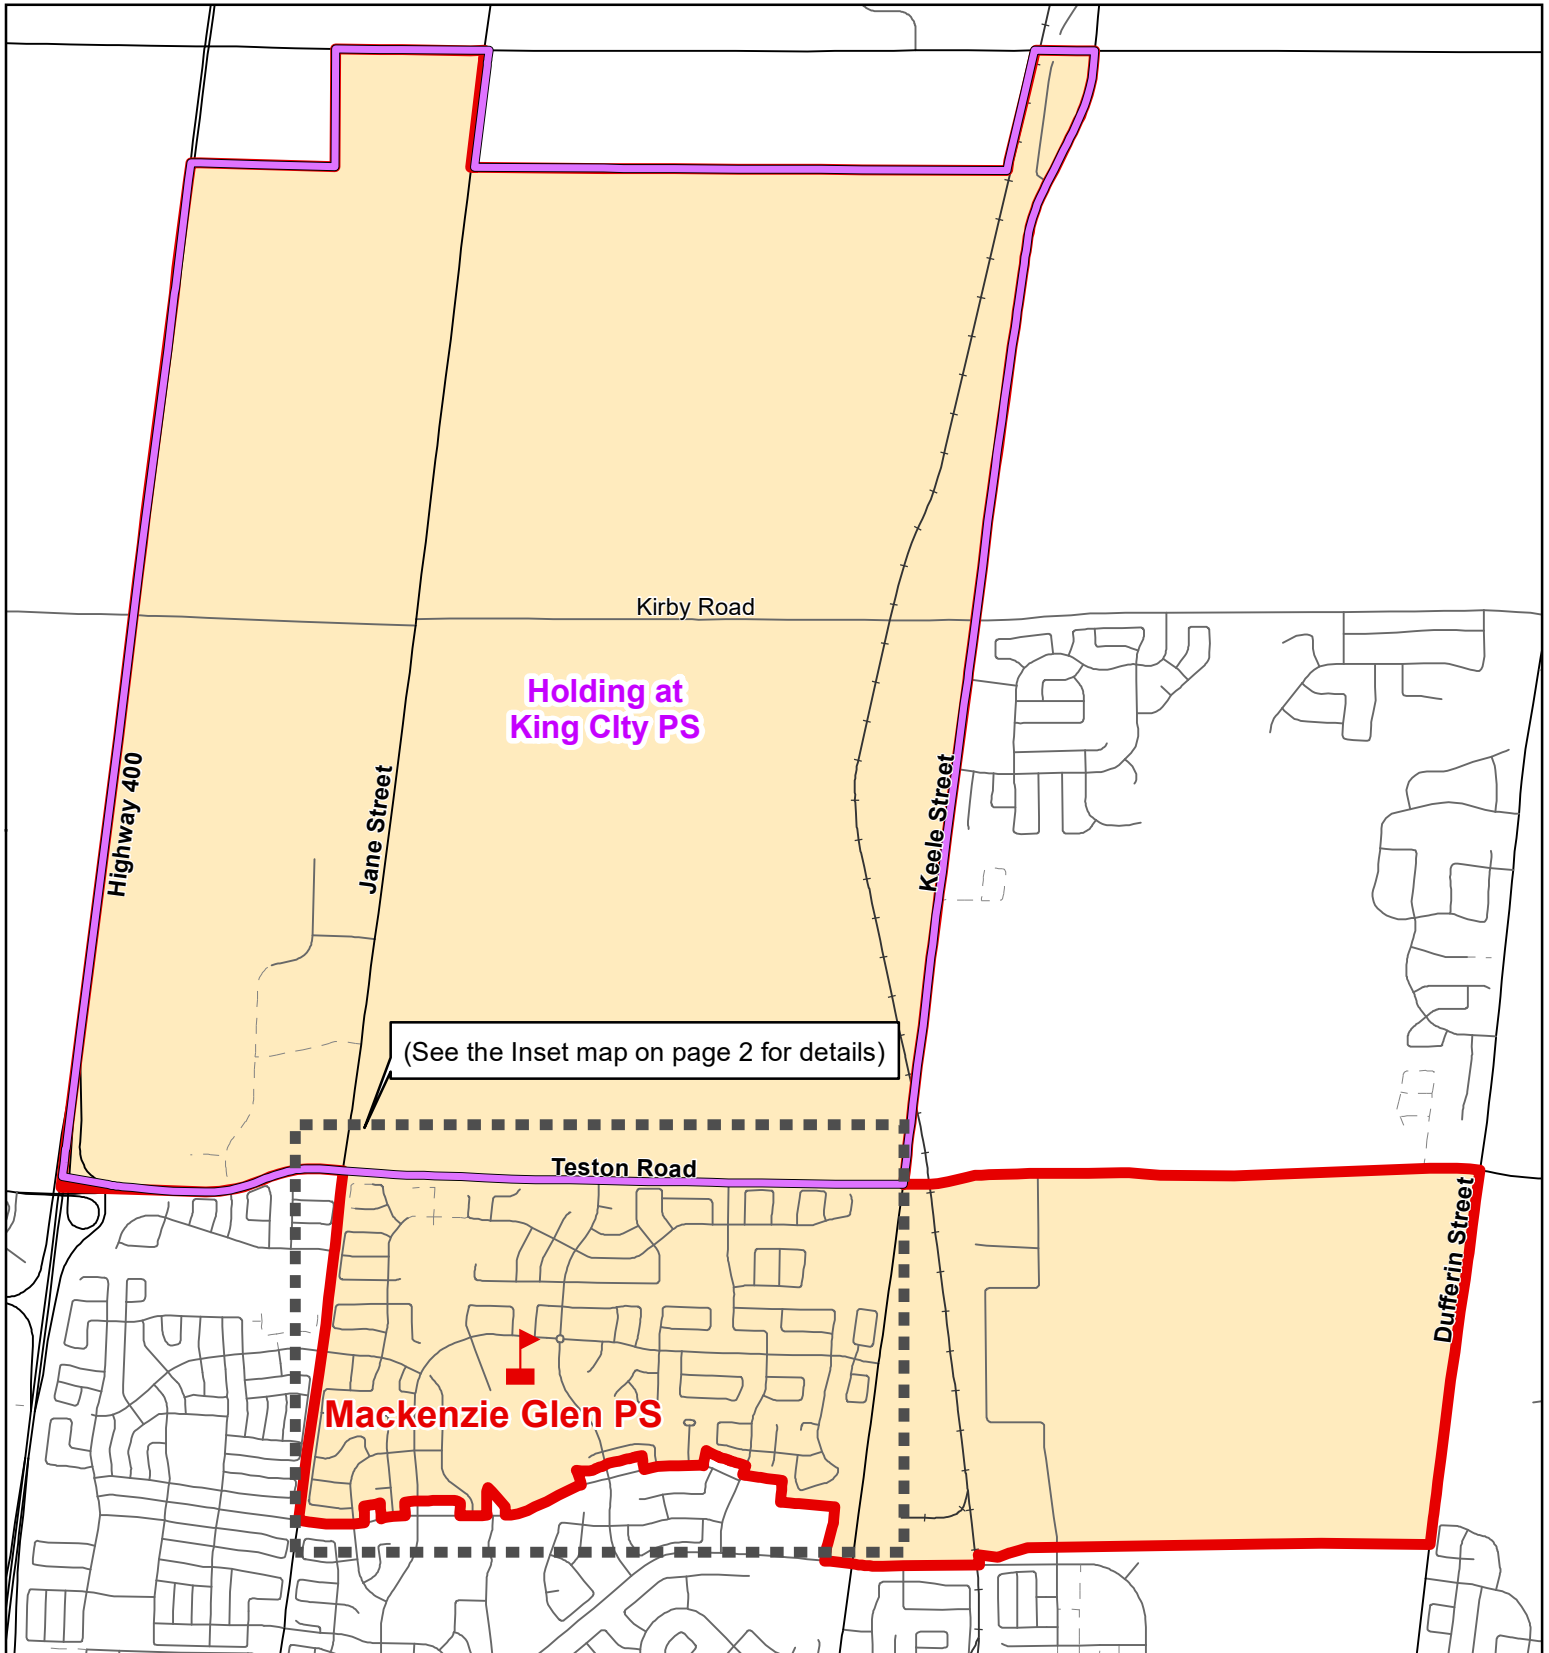 Kirby Road
Holding at
King CIty PS
Highway 400
Jane Street
Keele Street
(See the Inset map on page 2 for details)
Teston Road
Dufferin Street
Mackenzie Glen PS